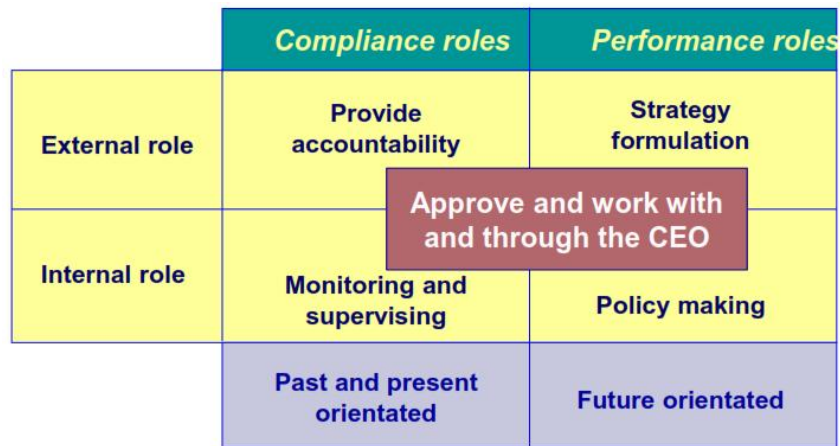 Compliance roles
Performance roles
External role
Provide
accountability
Strategy
formulation
Approve and work with
and through the CEO
Internal role
Monitoring and
supervising
Policy making
Past and present
orientated
Future orientated